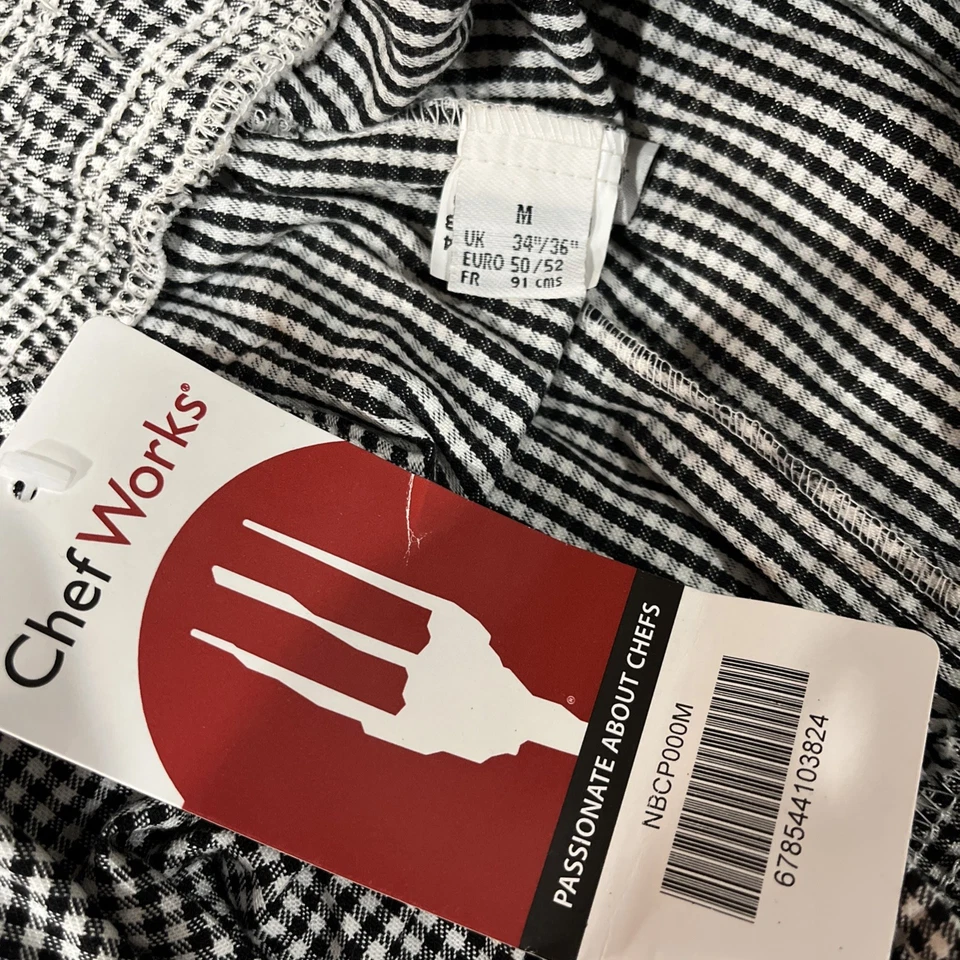 M
UK 34"/36"
EURO 50/52
FR 91 cms
Chef Works®
®
PASSIONATE ABOUT CHEFS
NBCP000M
678544103824